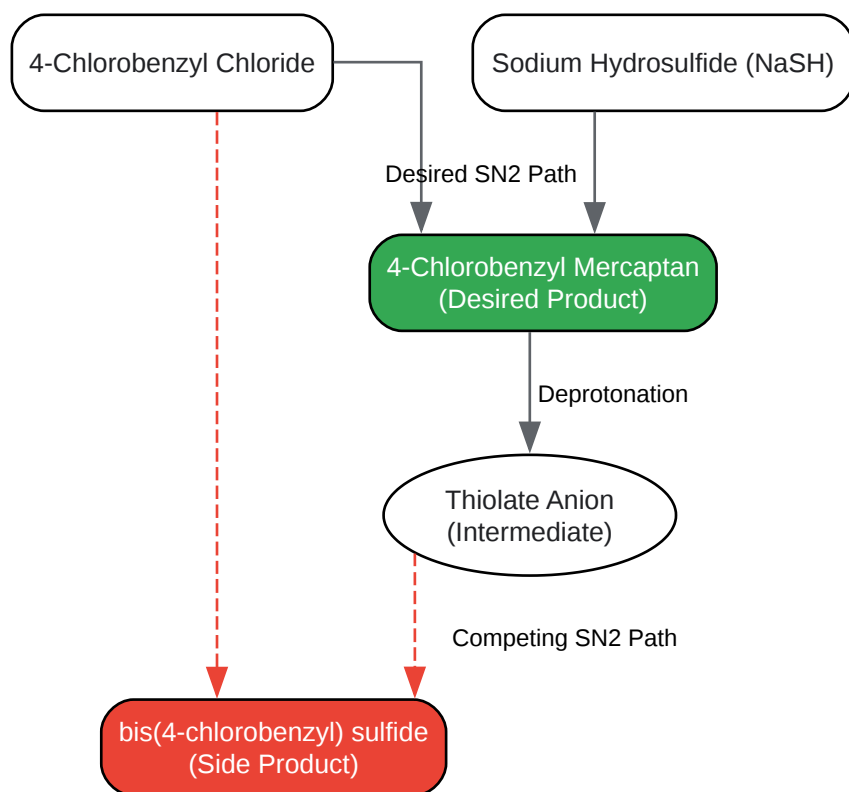 4-Chlorobenzyl Chloride
Sodium Hydrosulfide (NaSH)
Desired SN2 Path
4-Chlorobenzyl Mercaptan
(Desired Product)
Deprotonation
Thiolate Anion
(Intermediate)
Competing SN2 Path
bis(4-chlorobenzyl) sulfide
(Side Product)